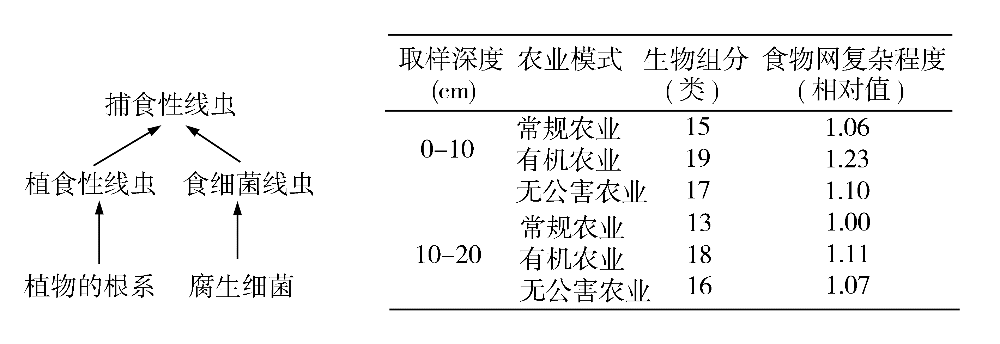 捕食性线虫
植食性线虫 食细菌线虫
植物的根系 腐生细菌
取样深度 农业模式 生物组分 食物网复杂程度
(cm) (类) (相对值)
0-10
常规农业 15 1.06
有机农业 19 1.23
无公害农业 17 1.10
10-20
常规农业 13 1.00
有机农业 18 1.11
无公害农业 16 1.07